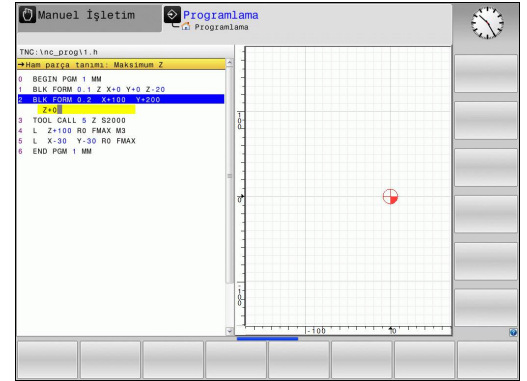 Manuel İşletim
Programlama
Programlama
TNC:\nc_prog\1.h
→Ham parça tanımı: Maksimum Z
0 BEGIN PGM 1 MM
1 BLK FORM 0.1 Z X+0 Y+0 Z-20
2 BLK FORM 0.2 X+100 Y+200
Z+0
3 TOOL CALL 5 Z S2000
4 L Z+100 R0 FMAX M3
5 L X-30 Y-30 R0 FMAX
6 END PGM 1 MM
100
0
-100
-100
0